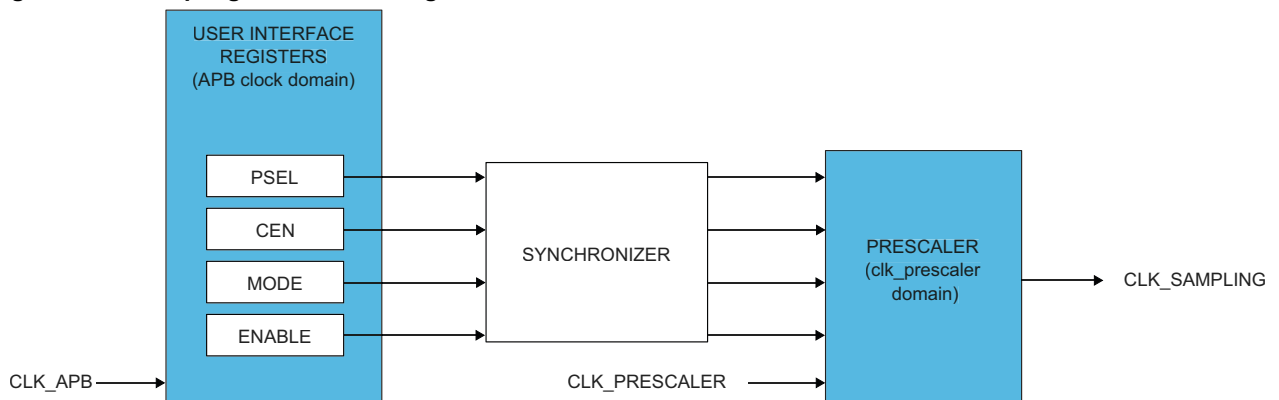 USER INTERFACE
REGISTERS
(APB clock domain)
PSEL
CEN
MODE
ENABLE
SYNCHRONIZER
PRESCALER
(clk_prescaler
domain)
CLK_SAMPLING
CLK_APB
CLK_PRESCALER